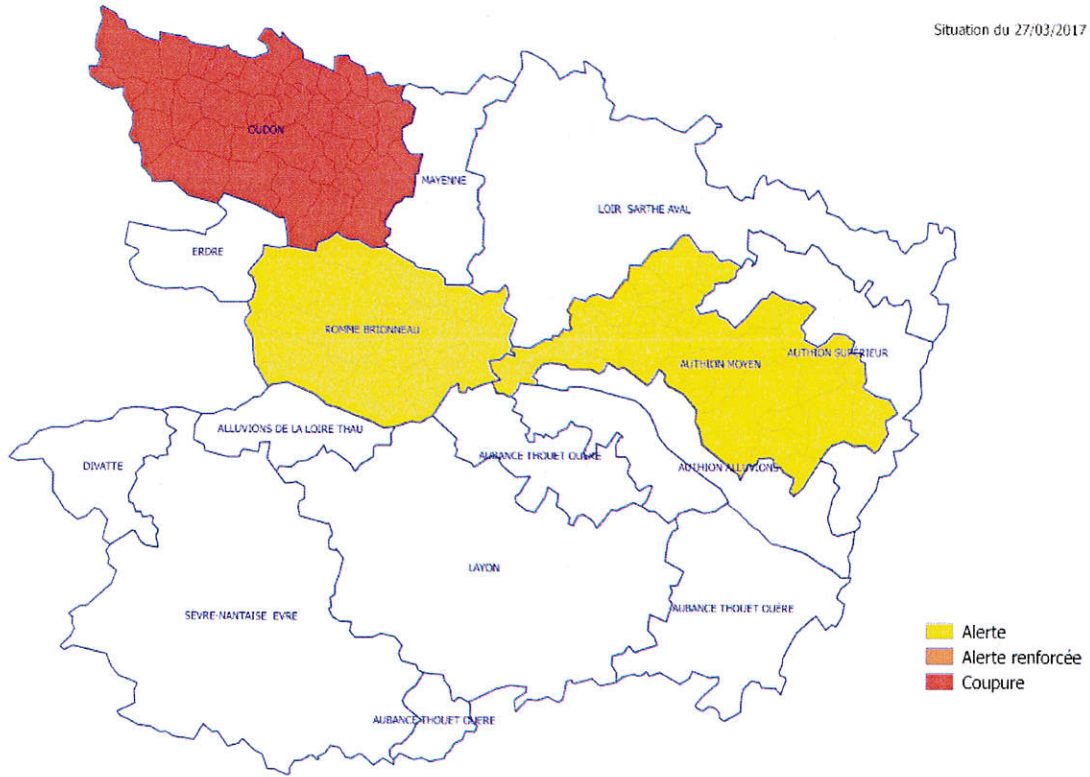 Situation du 27/03/2017
OUDON
MAYENNE
LOIR SARTHE AVAL
ERDRE
ROMME BRIONNEAU
AUTHION SUPERIEUR
AUTHION MOYEN
ALLUVIONS DE LA LOIRE THAU
AUBANCE THOUET OUERE
DIVATTE
AUTHION ALLUVIONS
LAYON
AUBANCE THOUET OUERE
SEVRE-NANTAISE EVRE
AUBANCE THOUET OUERE
Alerte
Alerte renforcée
Coupure